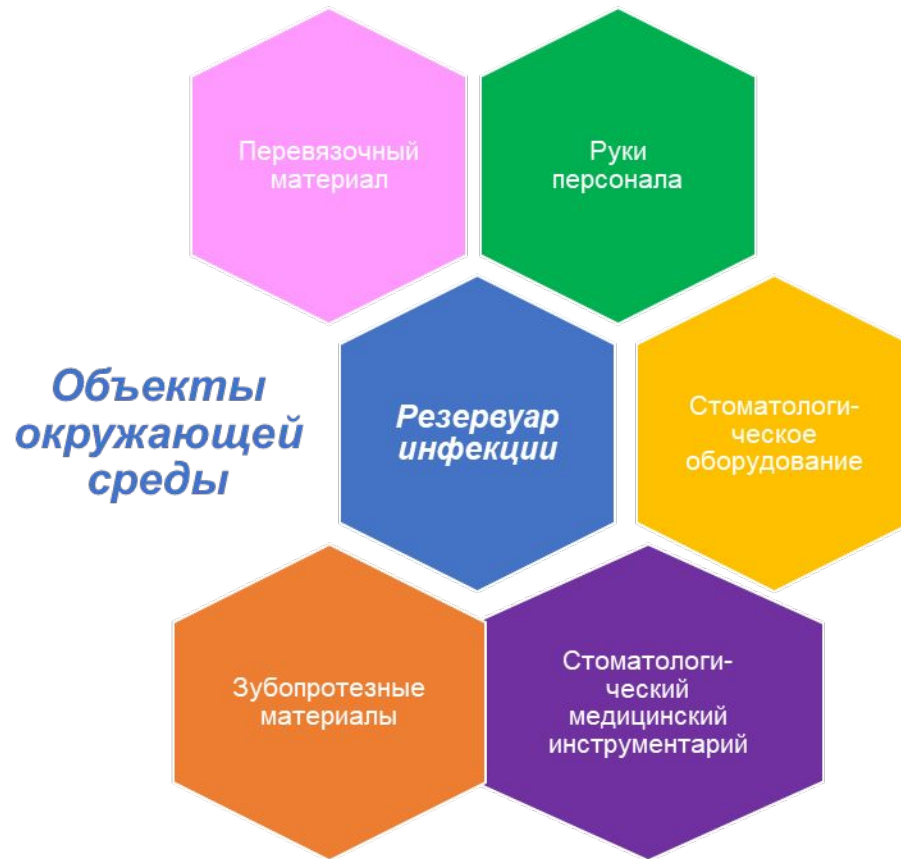 Перевязочный
материал
Руки
персонала
Объекты
окружающей
среды
Резервуар
инфекции
Стоматологи-
ческое
оборудование
Зубопротезные
материалы
Стоматологи-
ческий
медицинский
инструментарий